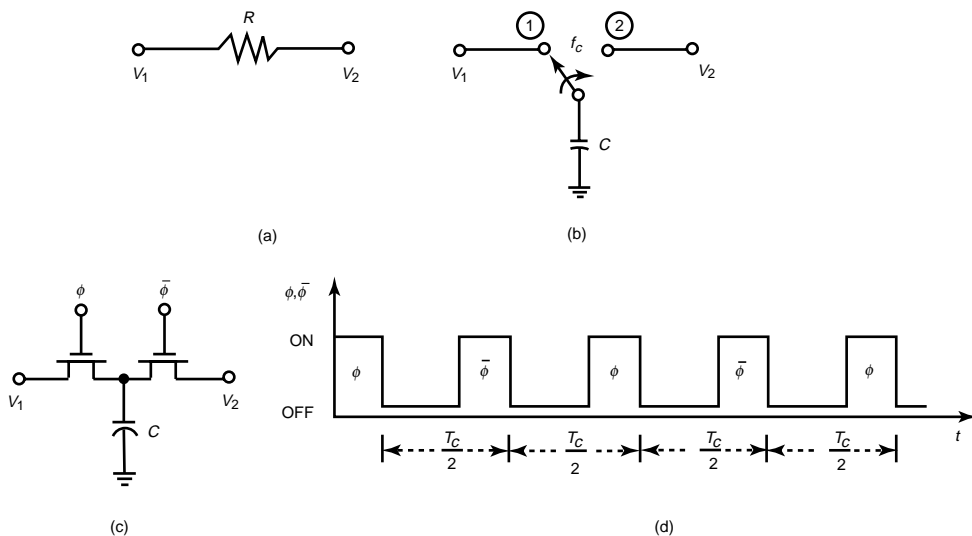 R
V1
V2
(a)
1
2
fc
V1
V2
C
(b)
ϕ
ϕ̅
V1
V2
C
(c)
ϕ,ϕ̅
ON
ϕ ϕ̅ ϕ ϕ̅ ϕ
OFF
t
Tc/2 Tc/2 Tc/2 Tc/2
(d)